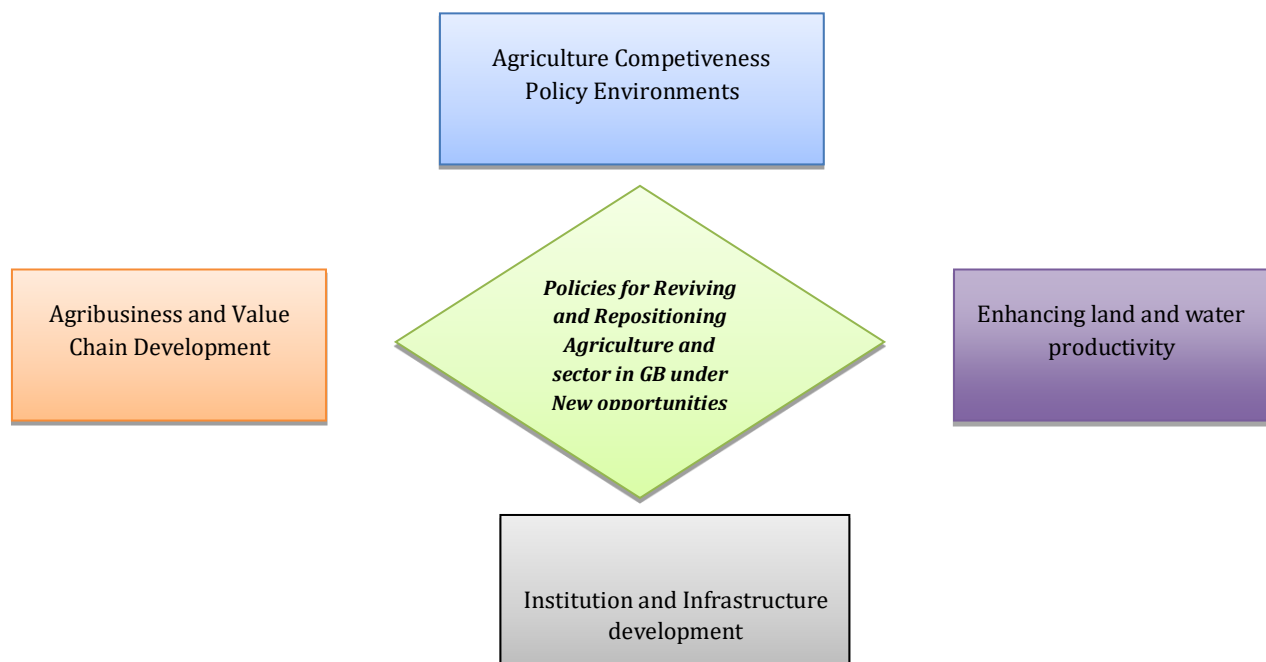 Agriculture Competiveness
Policy Environments
Agribusiness and Value
Chain Development
Policies for Reviving
and Repositioning
Agriculture and
sector in GB under
New opportunities
Enhancing land and water
productivity
Institution and Infrastructure
development